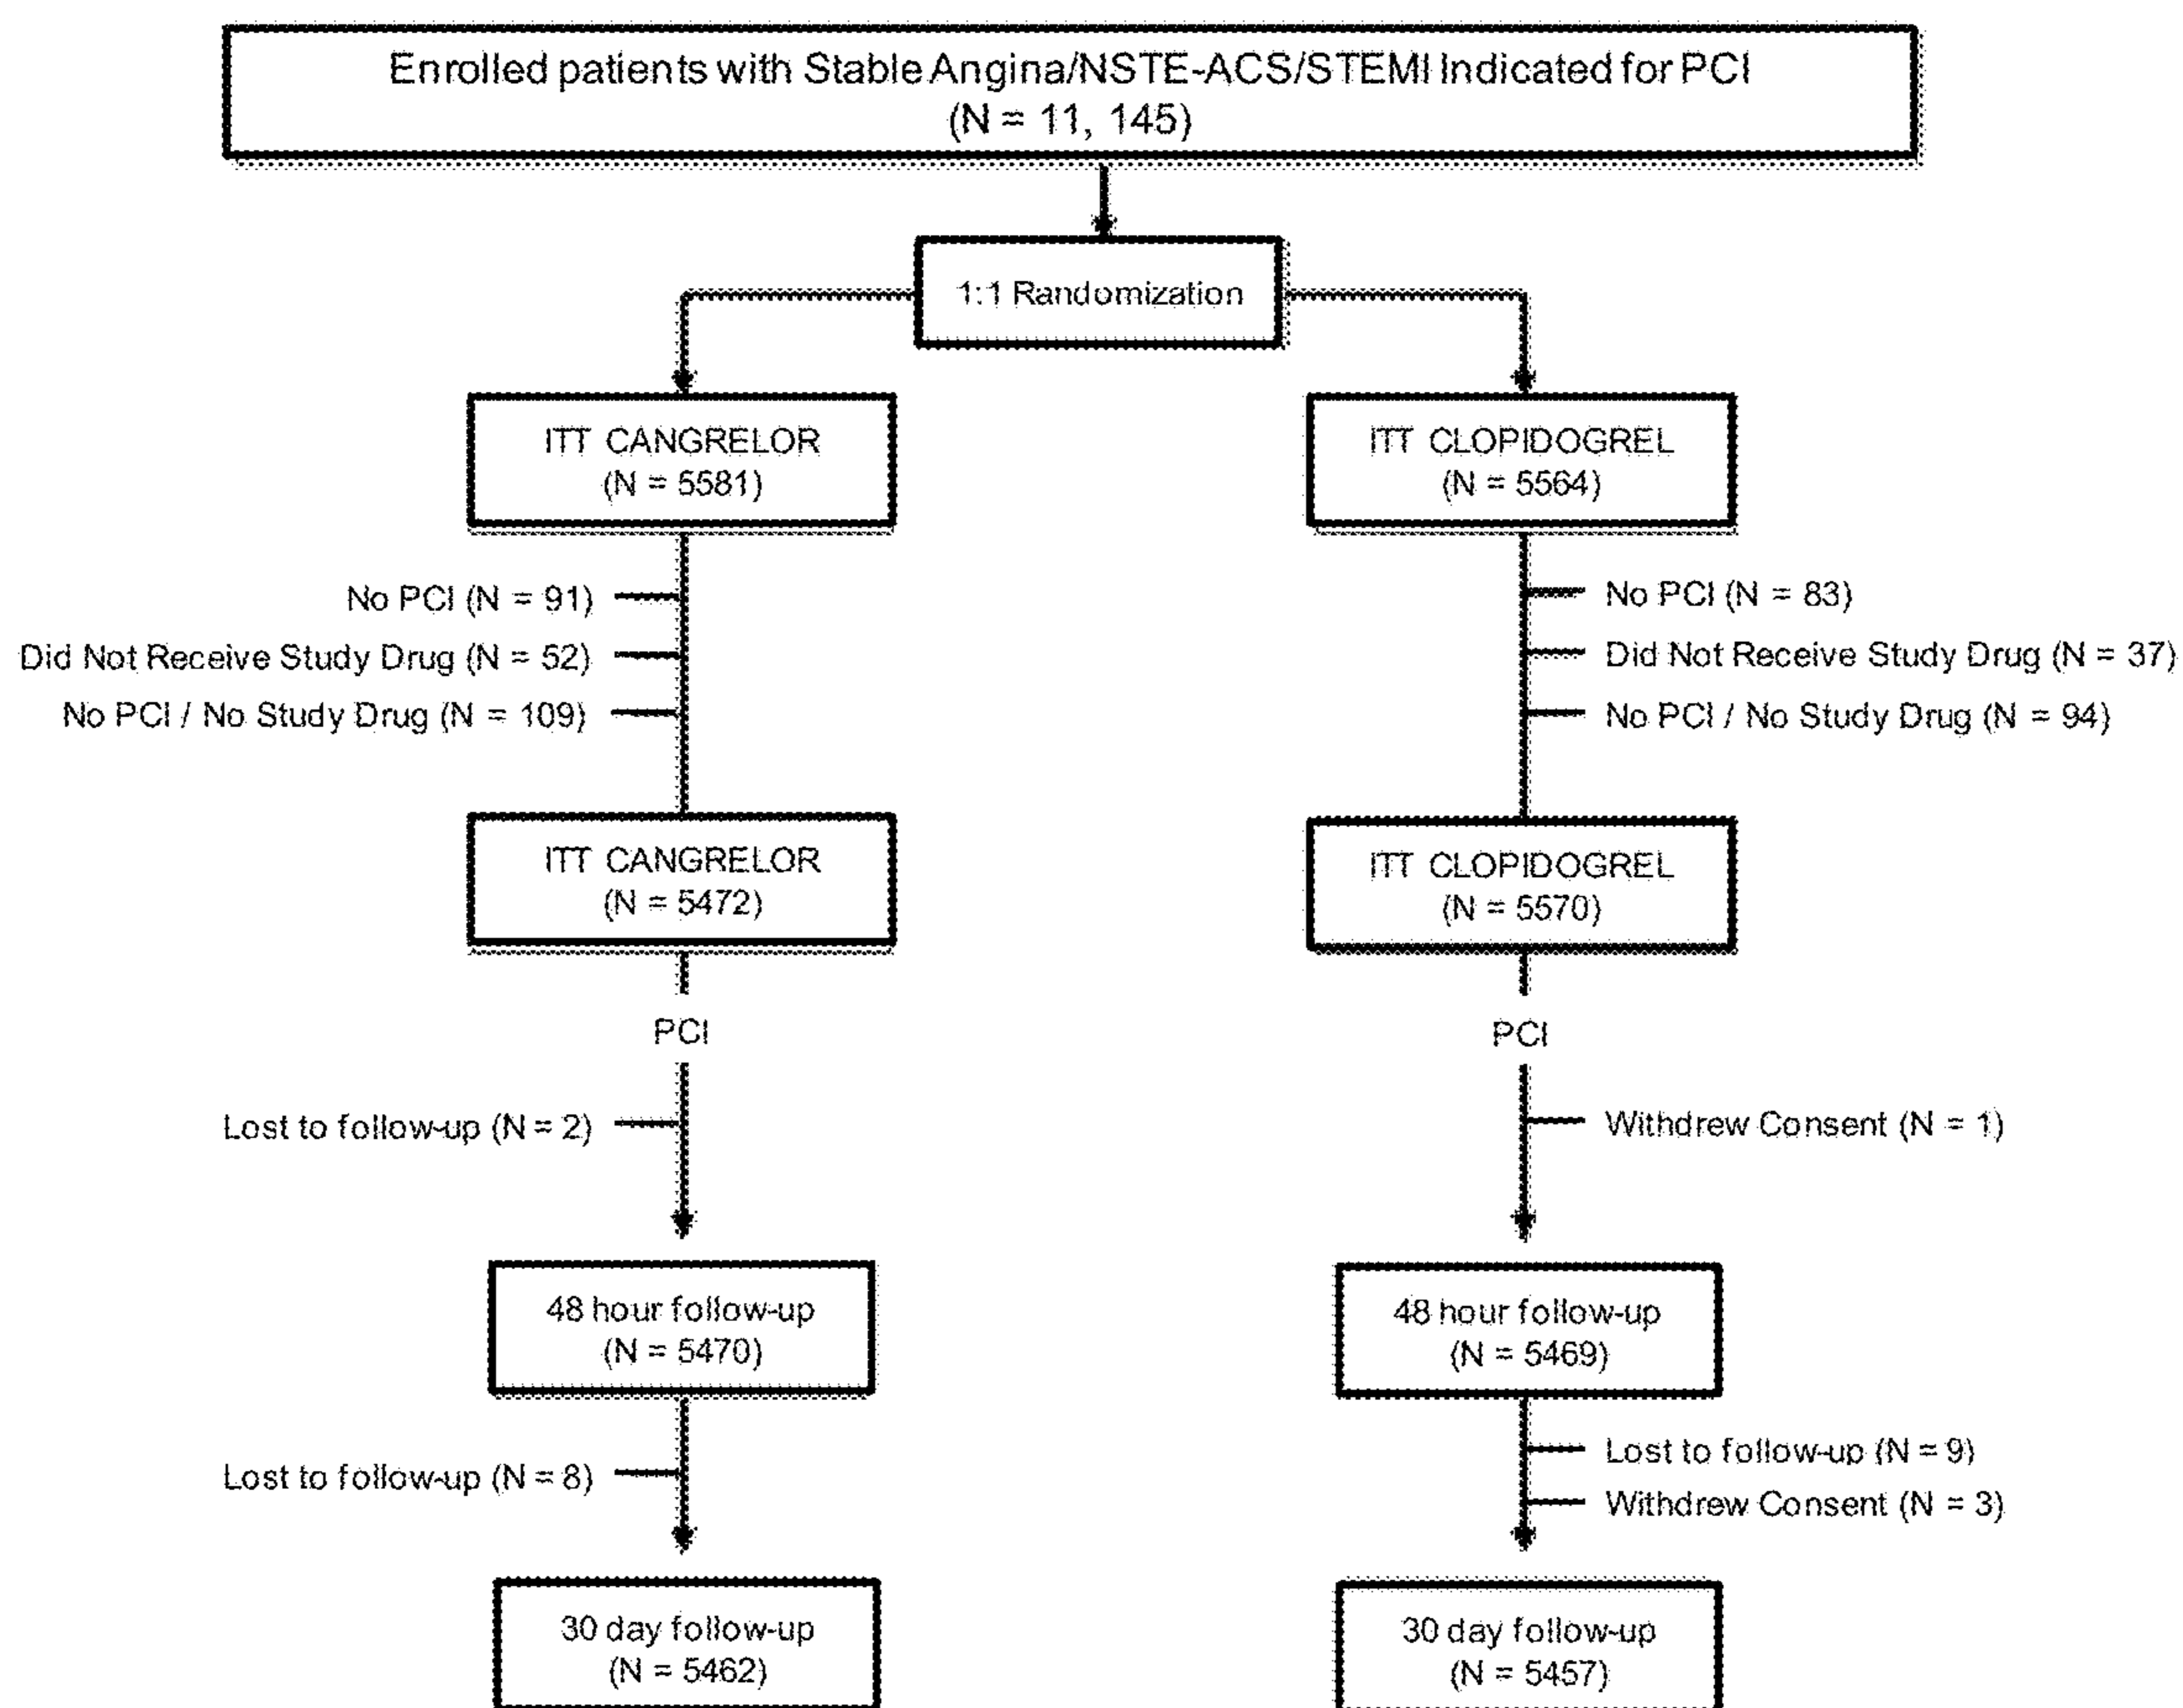 Enrolled patients with Stable Angina/NSTE-ACS/STEMI Indicated for PCI
(N = 11, 145)
1:1 Randomization
ITT CANGRELOR
(N = 5581)
ITT CLOPIDOGREL
(N = 5564)
No PCI (N = 91)
Did Not Receive Study Drug (N = 52)
No PCI / No Study Drug (N = 109)
No PCI (N = 83)
Did Not Receive Study Drug (N = 37)
No PCI / No Study Drug (N = 94)
ITT CANGRELOR
(N = 5472)
ITT CLOPIDOGREL
(N = 5570)
PCI
PCI
Lost to follow-up (N = 2)
Withdrew Consent (N = 1)
48 hour follow-up
(N = 5470)
48 hour follow-up
(N = 5469)
Lost to follow-up (N = 8)
Lost to follow-up (N = 9)
Withdrew Consent (N = 3)
30 day follow-up
(N = 5462)
30 day follow-up
(N = 5457)